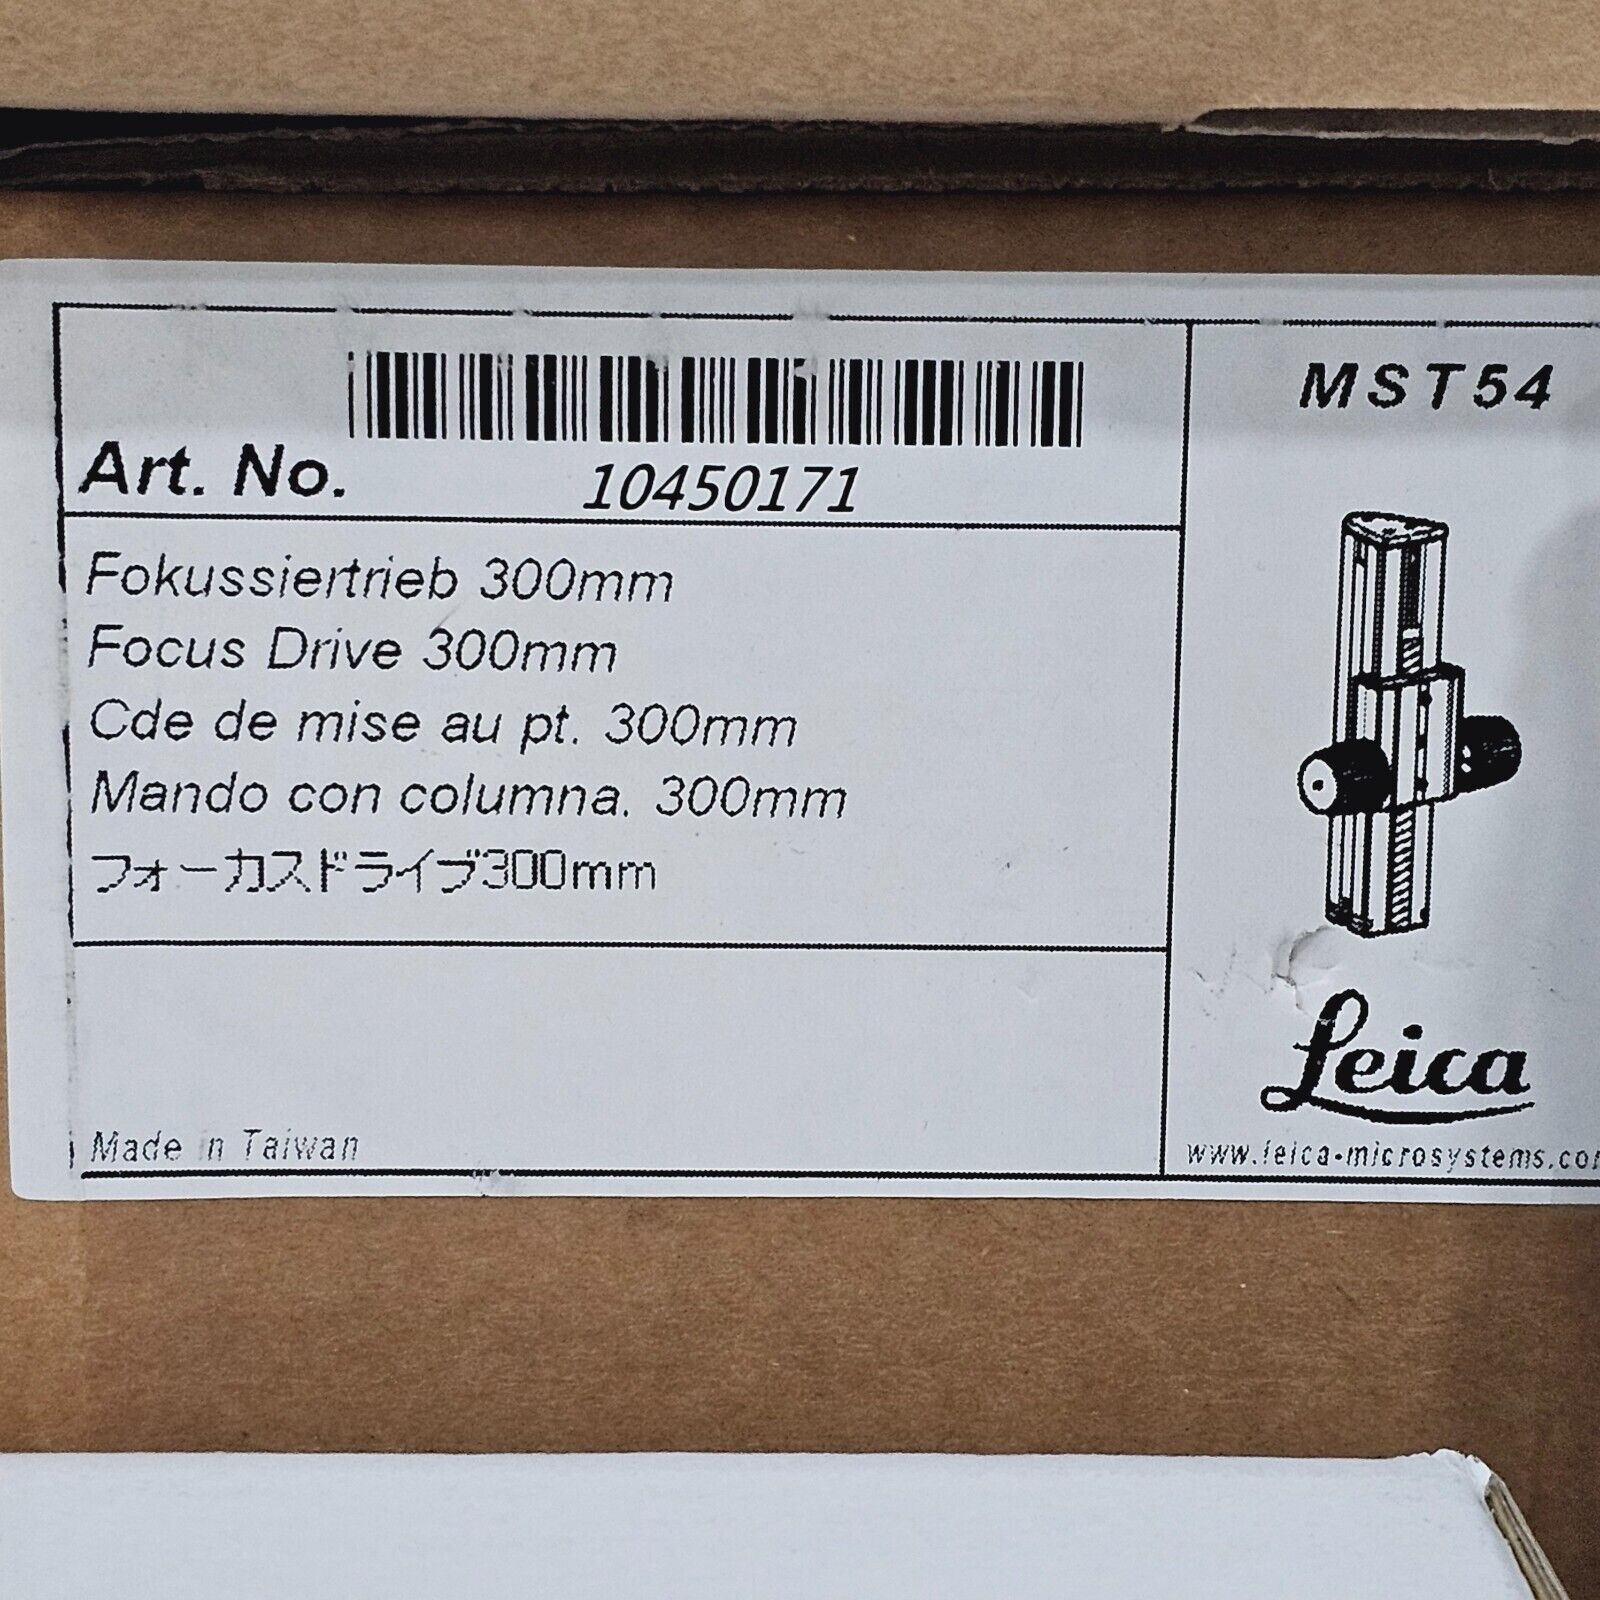 MST54
Art. No. 10450171
Fokussiertrieb 300mm
Focus Drive 300mm
Cde de mise au pt. 300mm
Mando con columna. 300mm
フォーカスドライブ300mm
Leica
Made in Taiwan
www.leica-microsystems.com